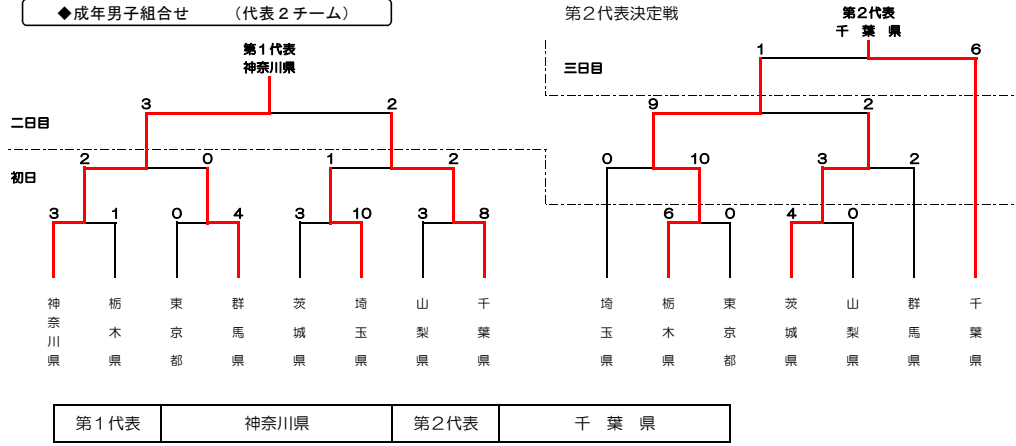 ◆成年男子組合せ　　（代表２チーム）
第１代表
神奈川県
3 2
二日目
2 0 1 2
初日
3 1 0 4 3 10 3 8
神奈川県 栃木県 東京都 群馬県 茨城県 埼玉県 山梨県 千葉県
第２代表決定戦
第２代表
千 葉 県
1 6
三日目
9 2
0 10 3 2
6 0 4 0
埼玉県 栃木県 東京都 茨城県 山梨県 群馬県 千葉県
第１代表 神奈川県 第２代表 千 葉 県